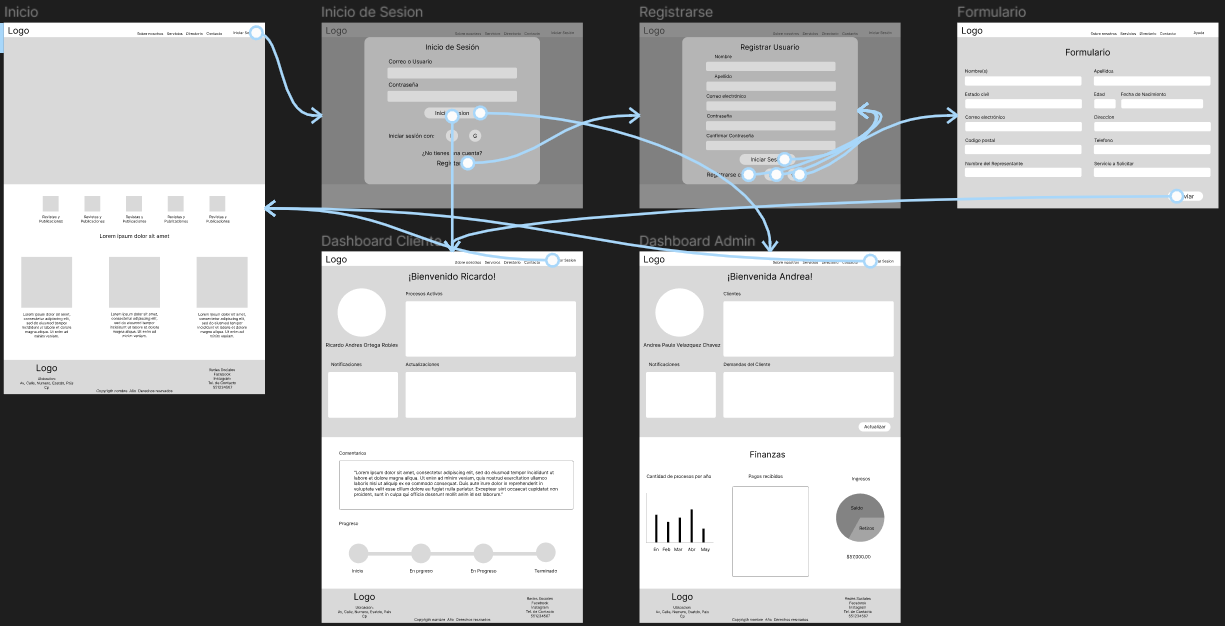 Inicio
Logo
Sobre nosotros Servicios Directorio Contacto
Revistas y Publicaciones
Revistas y Publicaciones
Revistas y Publicaciones
Revistas y Publicaciones
Revistas y Publicaciones
Lorem ipsum dolor sit amet
Lorem ipsum dolor sit amet, consectetur adipiscing elit, sed do eiusmod tempor incididunt ut labore et dolore magna aliqua. Ut enim ad minim veniam.
Lorem ipsum dolor sit amet, consectetur adipiscing elit, sed do eiusmod tempor incididunt ut labore et dolore magna aliqua. Ut enim ad minim veniam.
Lorem ipsum dolor sit amet, consectetur adipiscing elit, sed do eiusmod tempor incididunt ut labore et dolore magna aliqua. Ut enim ad minim veniam.
Logo
Ubicacion:
Av, Calle, Numero, Estado, Pais
Cp
Redes Sociales
Facebook
Instagram
Tel. de Contacto
551234567
Copyright nombre. Año. Derechos reservados
Inicio de Sesion
Logo
Sobre nosotros Servicios Directorio Contacto Iniciar Sesion
Inicio de Sesión
Correo o Usuario
Contraseña
Iniciar sesión con:
G
¿No tienes una cuenta?
Registrarse
Logo
Sobre nosotros Servicios Directorio Contacto Iniciar Sesion
Registrar Usuario
Nombre
Apellido
Correo electrónico
Contraseña
Confirmar Contraseña
Iniciar Ses
Registrarse c
Formulario
Logo
Sobre nosotros Servicios Directorio Contacto Ayuda
Formulario
Nombre(s)
Apellidos
Estado civil
Edad
Fecha de Nacimiento
Correo electrónico
Direccion
Codigo postal
Telefono
Nombre del Representante
Servicio a Solicitar
viar
Dashboard Cliente
Logo
Sobre nosotros Servicios Directorio Contacto
¡Bienvenido Ricardo!
Procesos Activos
Ricardo Andres Ortega Robles
Notificaciones
Actualizaciones
Comentarios
"Lorem ipsum dolor sit amet, consectetur adipiscing elit, sed do eiusmod tempor incididunt ut
labore et dolore magna aliqua. Ut enim ad minim veniam, quis nostrud exercitation ullamco
laboris nisi ut aliquip ex ea commodo consequat. Duis aute irure dolor in reprehenderit in
voluptate velit esse cillum dolore eu fugiat nulla pariatur. Excepteur sint occaecat cupidatat non
proident, sunt in culpa qui officia deserunt mollit anim id est laborum."
Progreso
Inicio
En prgreso
En Progreso
Terminado
Logo
Ubicacion:
Av, Calle, Numero, Estado, Pais
Cp
Redes Sociales
Facebook
Instagram
Tel. de Contacto
551234567
Copyright nombre. Año. Derechos reservados
Dashboard Admin
Logo
Sobre nosotros Servicios Directorio Contacto
¡Bienvenida Andrea!
Clientes
Andrea Paula Velazquez Chavez
Notificaciones
Demandas del Cliente
Actualizar
Finanzas
Cantidad de procesos por año
Pagos recibidos
Ingresos
En Feb Mar Abr May
Saldo
$57,000.00
Logo
Ubicacion:
Av, Calle, Numero, Estado, Pais
Cp
Redes Sociales
Facebook
Instagram
Tel. de Contacto
551234567
Copyright nombre. Año. Derechos reservados